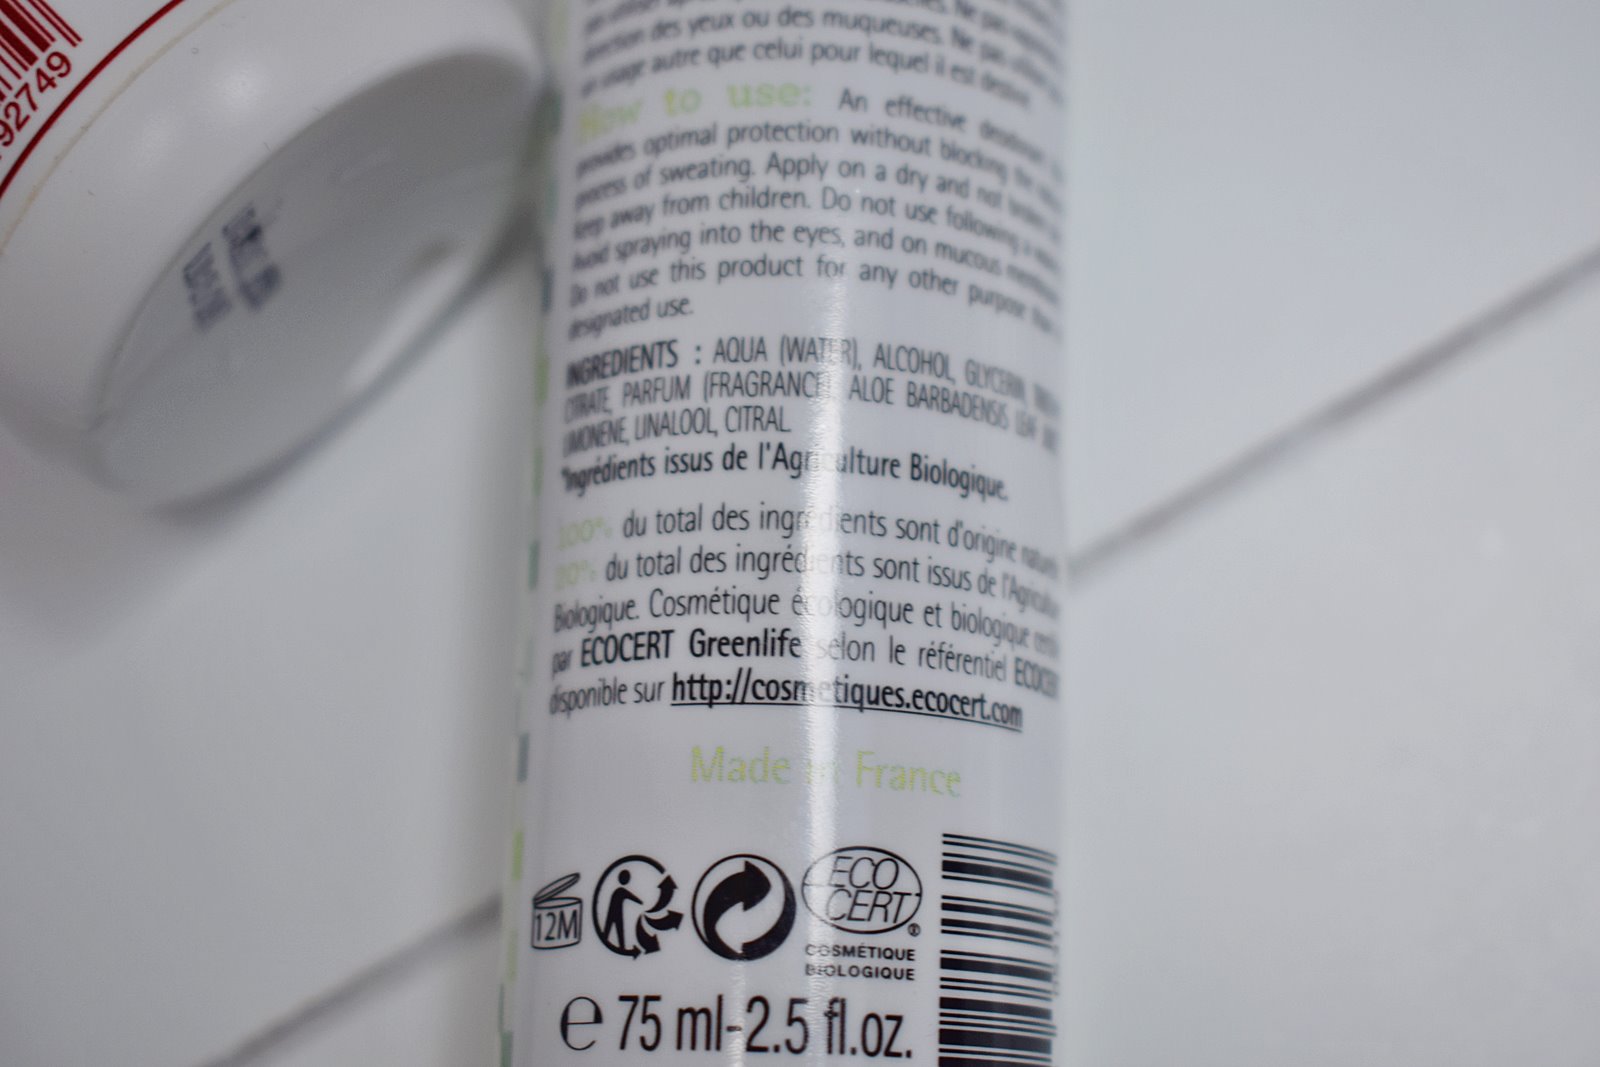 92749
direction des yeux ou des muqueuses. Ne pas
un usage autre que celui pour lequel il est destiné
How to use: An effective deodorant
provides optimal protection without blocking the
process of sweating. Apply on a dry and not broken
Keep away from children. Do not use following a
Avoid spraying into the eyes, and on mucous
Do not use this product for any other purpose than
designated use.
INGREDIENTS : AQUA (WATER), ALCOHOL, GLYCERIN,
CITRATE, PARFUM (FRAGRANCE), ALOE BARBADENSIS LEAF
LIMONENE, LINALOOL, CITRAL.
*Ingrédients issus de l'Agriculture Biologique.
100% du total des ingrédients sont d'origine
du total des ingrédients sont issus de l'Agriculture
Biologique. Cosmétique écologique et biologique
par ECOCERT Greenlife selon le référentiel ECOCERT
disponible sur http://cosmetiques.ecocert.com
Made in France
12M
ECO
CERT
®
COSMÉTIQUE
BIOLOGIQUE
℮ 75 ml-2.5 fl.oz.